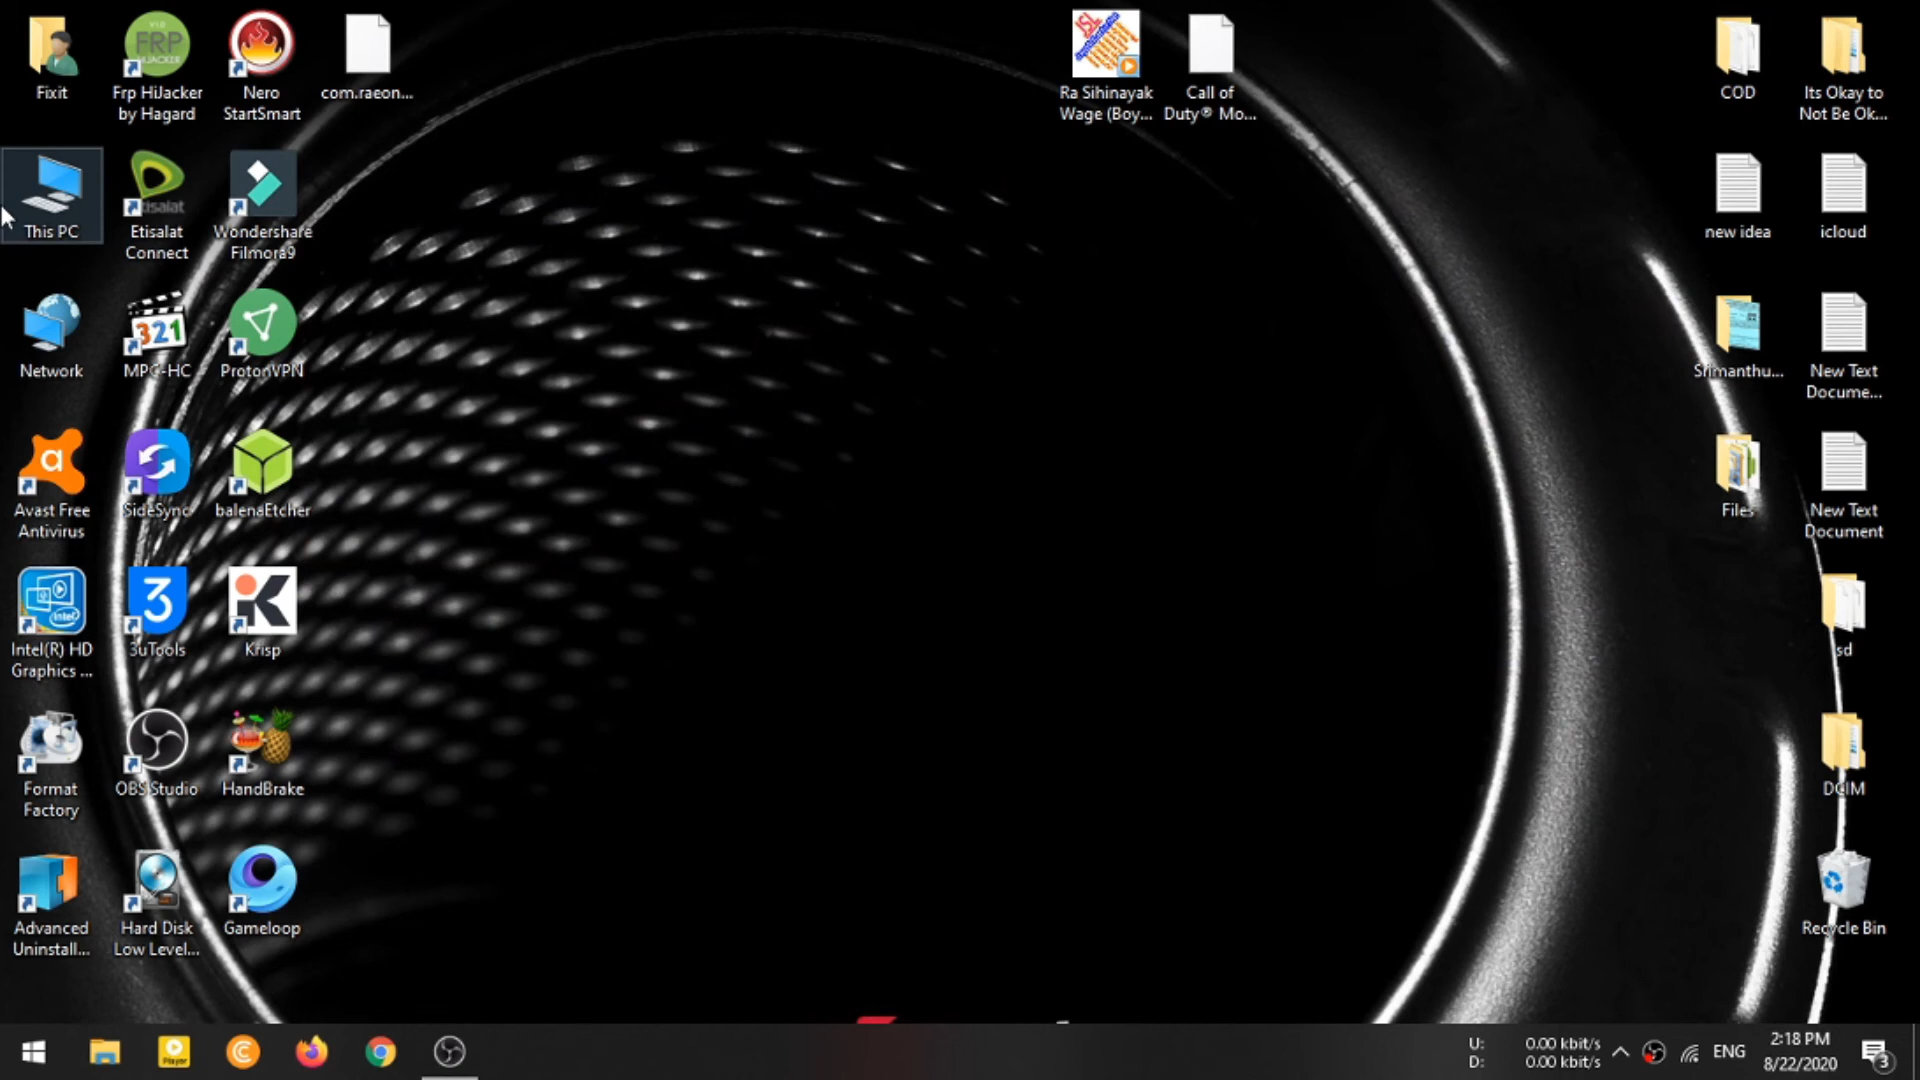 Fixit
Frp HiJacker
by Hagard
Nero
StartSmart
com.raeon...
Ra Sihinayak
Wage (Boy...
Call of
Duty® Mo...
COD
Its Okay to
Not Be Ok...
This PC
Etisalat
Connect
Wondershare
Filmora9
new idea
icloud
Network
MPC-HC
ProtonVPN
Srimanthu...
New Text
Docume...
Avast Free
Antivirus
SideSync
balenaEtcher
Files
New Text
Document
Intel(R) HD
Graphics ...
3uTools
Krisp
sd
Format
Factory
OBS Studio
HandBrake
DCIM
Advanced
Uninstall...
Hard Disk
Low Level...
Gameloop
Recycle Bin
U: 0.00 kbit/s
D: 0.00 kbit/s
ENG
2:18 PM
8/22/2020
3